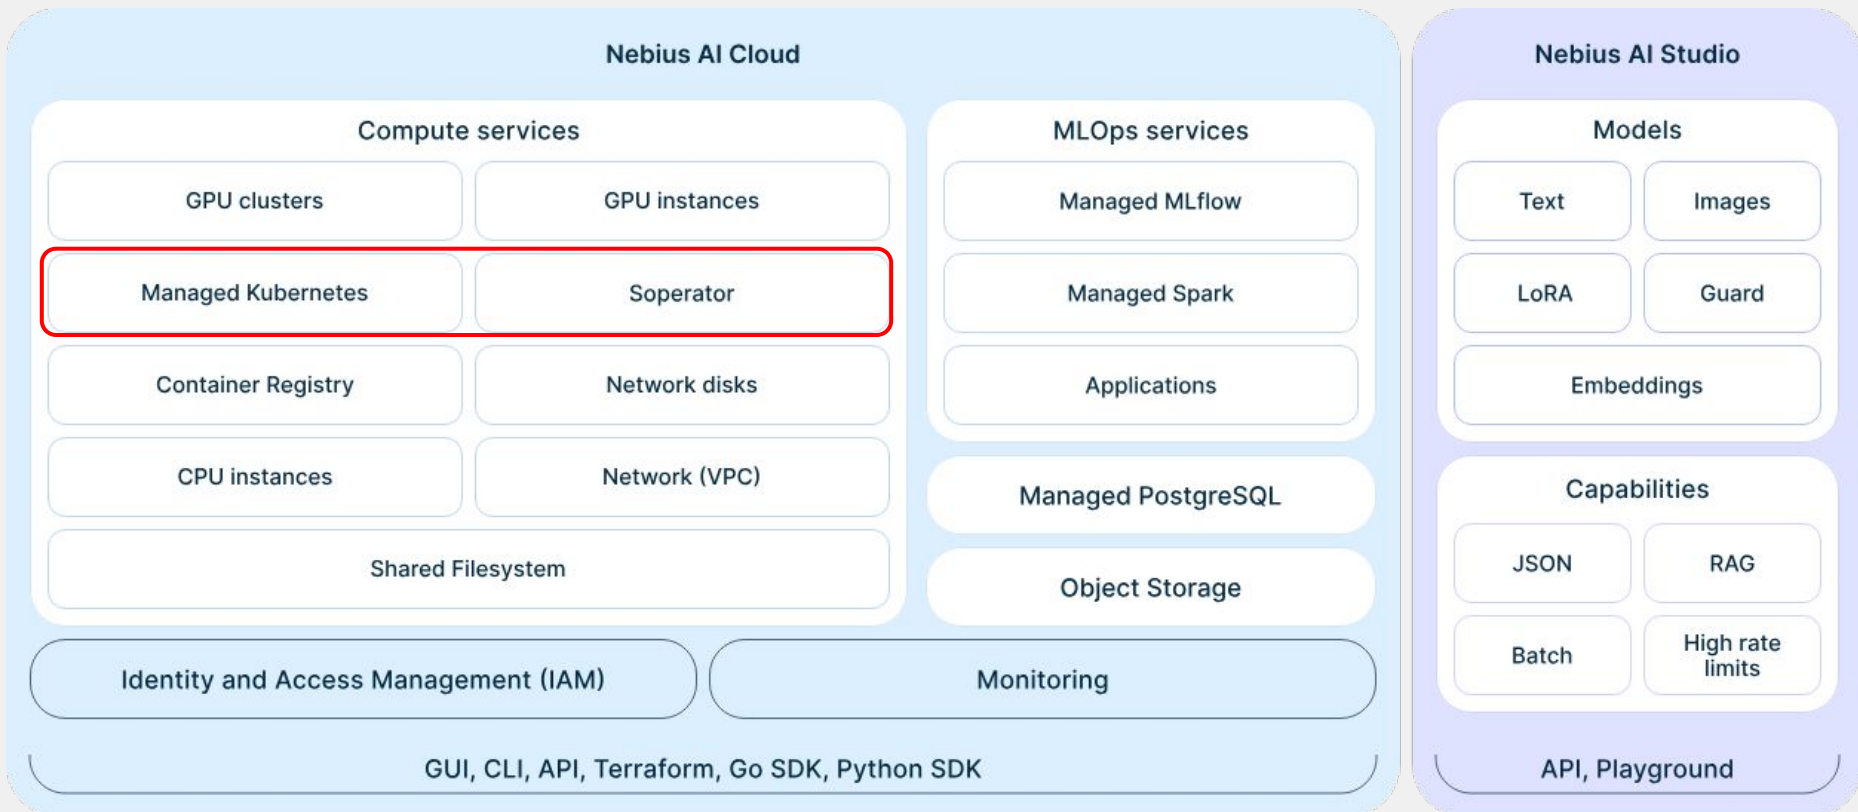 Nebius AI Cloud
Compute services
GPU clusters
GPU instances
Managed Kubernetes
Soperator
Container Registry
Network disks
CPU instances
Network (VPC)
Shared Filesystem
MLOps services
Managed MLflow
Managed Spark
Applications
Managed PostgreSQL
Object Storage
Identity and Access Management (IAM)
Monitoring
GUI, CLI, API, Terraform, Go SDK, Python SDK
Nebius AI Studio
Models
Text
Images
LoRA
Guard
Embeddings
Capabilities
JSON
RAG
Batch
High rate
limits
API, Playground